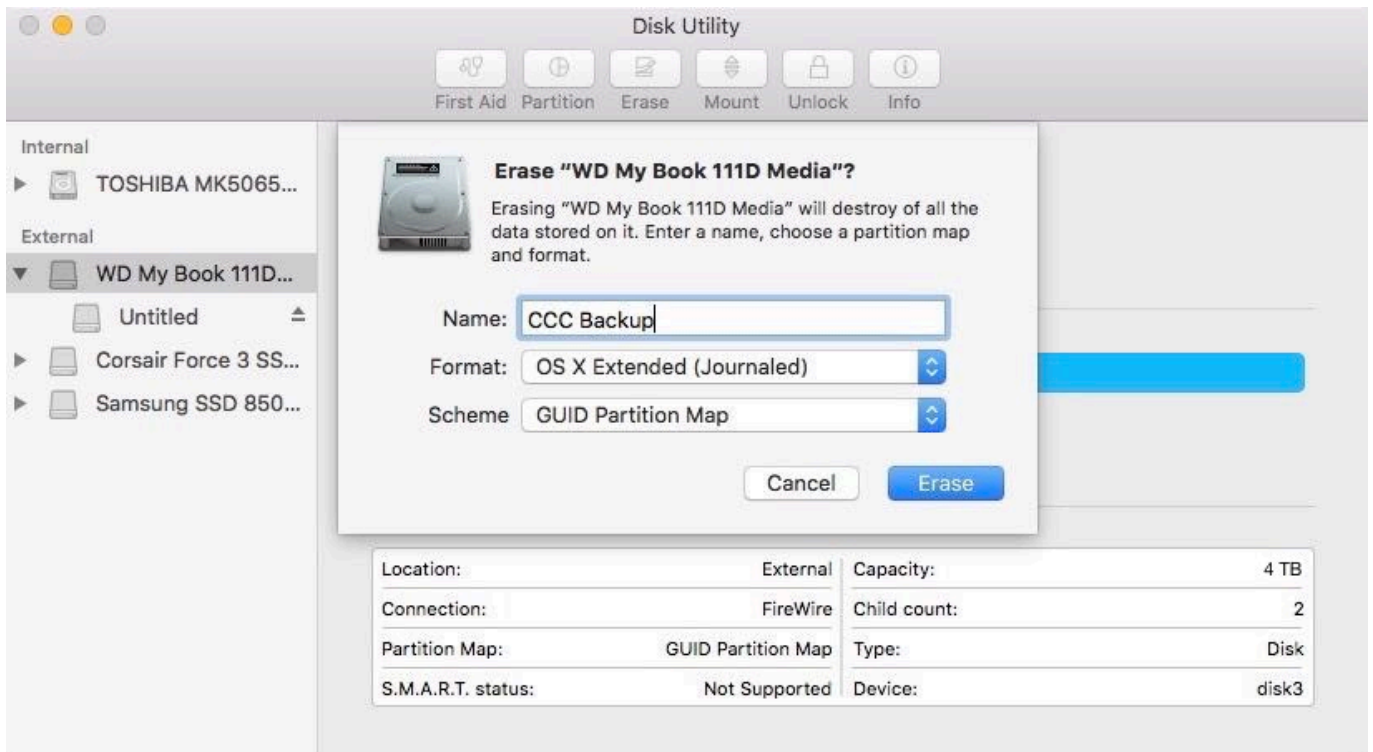 Disk Utility
First Aid Partition Erase Mount Unlock Info
Internal
TOSHIBA MK5065...
External
WD My Book 111D...
Untitled
Corsair Force 3 SS...
Samsung SSD 850...
Erase “WD My Book 111D Media”?
Erasing “WD My Book 111D Media” will destroy of all the
data stored on it. Enter a name, choose a partition map
and format.
Name: CCC Backup
Format: OS X Extended (Journaled)
Scheme GUID Partition Map
Cancel Erase
Location: External Capacity: 4 TB
Connection: FireWire Child count: 2
Partition Map: GUID Partition Map Type: Disk
S.M.A.R.T. status: Not Supported Device: disk3